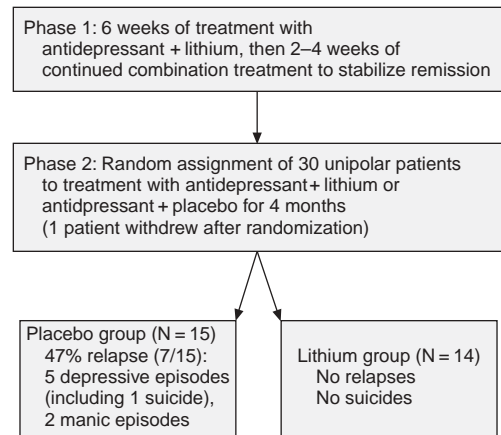 Phase 1: 6 weeks of treatment with
antidepressant + lithium, then 2–4 weeks of
continued combination treatment to stabilize remission
Phase 2: Random assignment of 30 unipolar patients
to treatment with antidepressant + lithium or
antidpressant + placebo for 4 months
(1 patient withdrew after randomization)
Placebo group (N = 15)
47% relapse (7/15):
5 depressive episodes
(including 1 suicide),
2 manic episodes
Lithium group (N = 14)
No relapses
No suicides